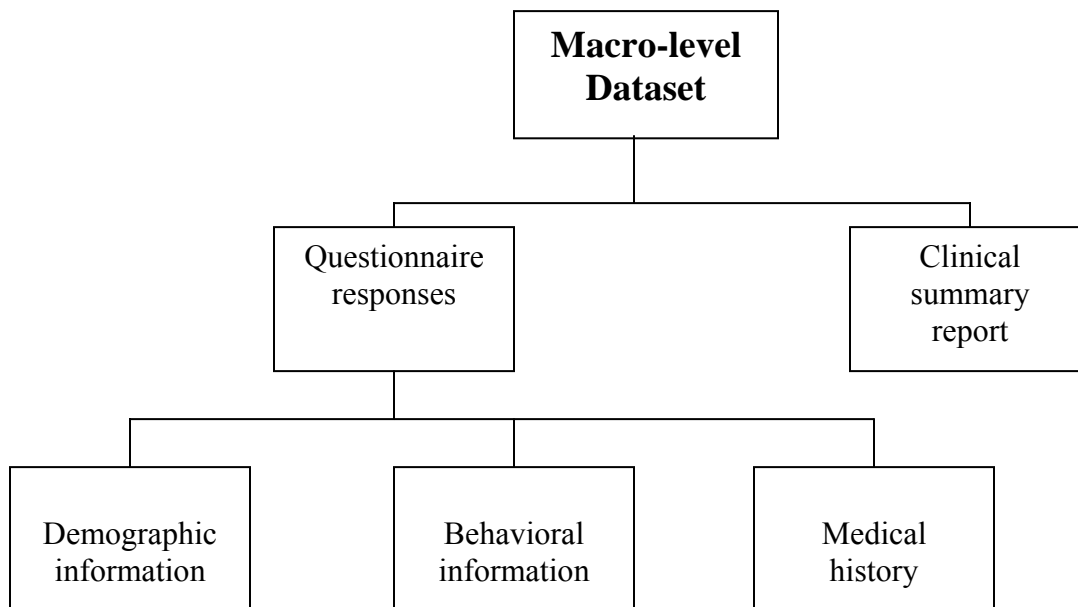 Macro-level
Dataset
Questionnaire
responses
Clinical
summary
report
Demographic
information
Behavioral
information
Medical
history